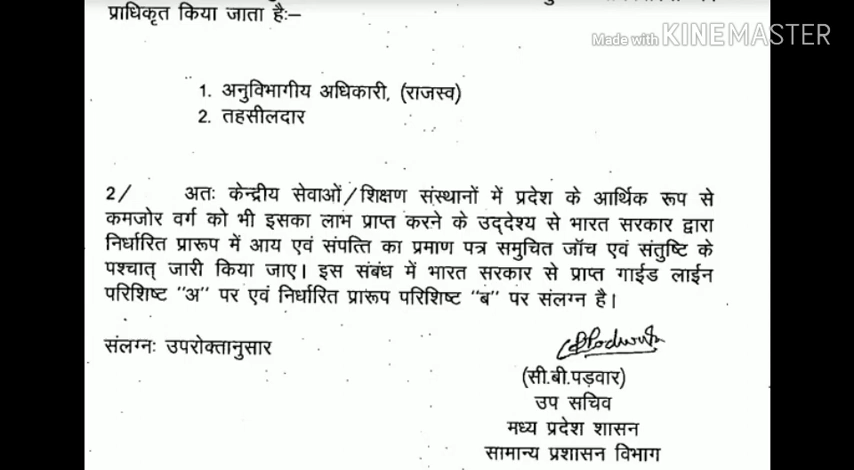 प्राधिकृत किया जाता हैः–
Made with KINEMASTER
1. अनुविभागीय अधिकारी, (राजस्व)
2. तहसीलदार
2/ अतः केन्द्रीय सेवाओं/शिक्षण संस्थानों में प्रदेश के आर्थिक रूप से
कमजोर वर्ग को भी इसका लाभ प्राप्त करने के उद्देश्य से भारत सरकार द्वारा
निर्धारित प्रारूप में आय एवं संपत्ति का प्रमाण पत्र समुचित जॉच एवं संतुष्टि के
पश्चात् जारी किया जाए। इस संबंध में भारत सरकार से प्राप्त गाईड लाईन
परिशिष्ट "अ" पर एवं निर्धारित प्रारूप परिशिष्ट "ब" पर संलग्न है।
संलग्नः उपरोक्तानुसार
(सी.बी.पड़वार)
उप सचिव
मध्य प्रदेश शासन
सामान्य प्रशासन विभाग